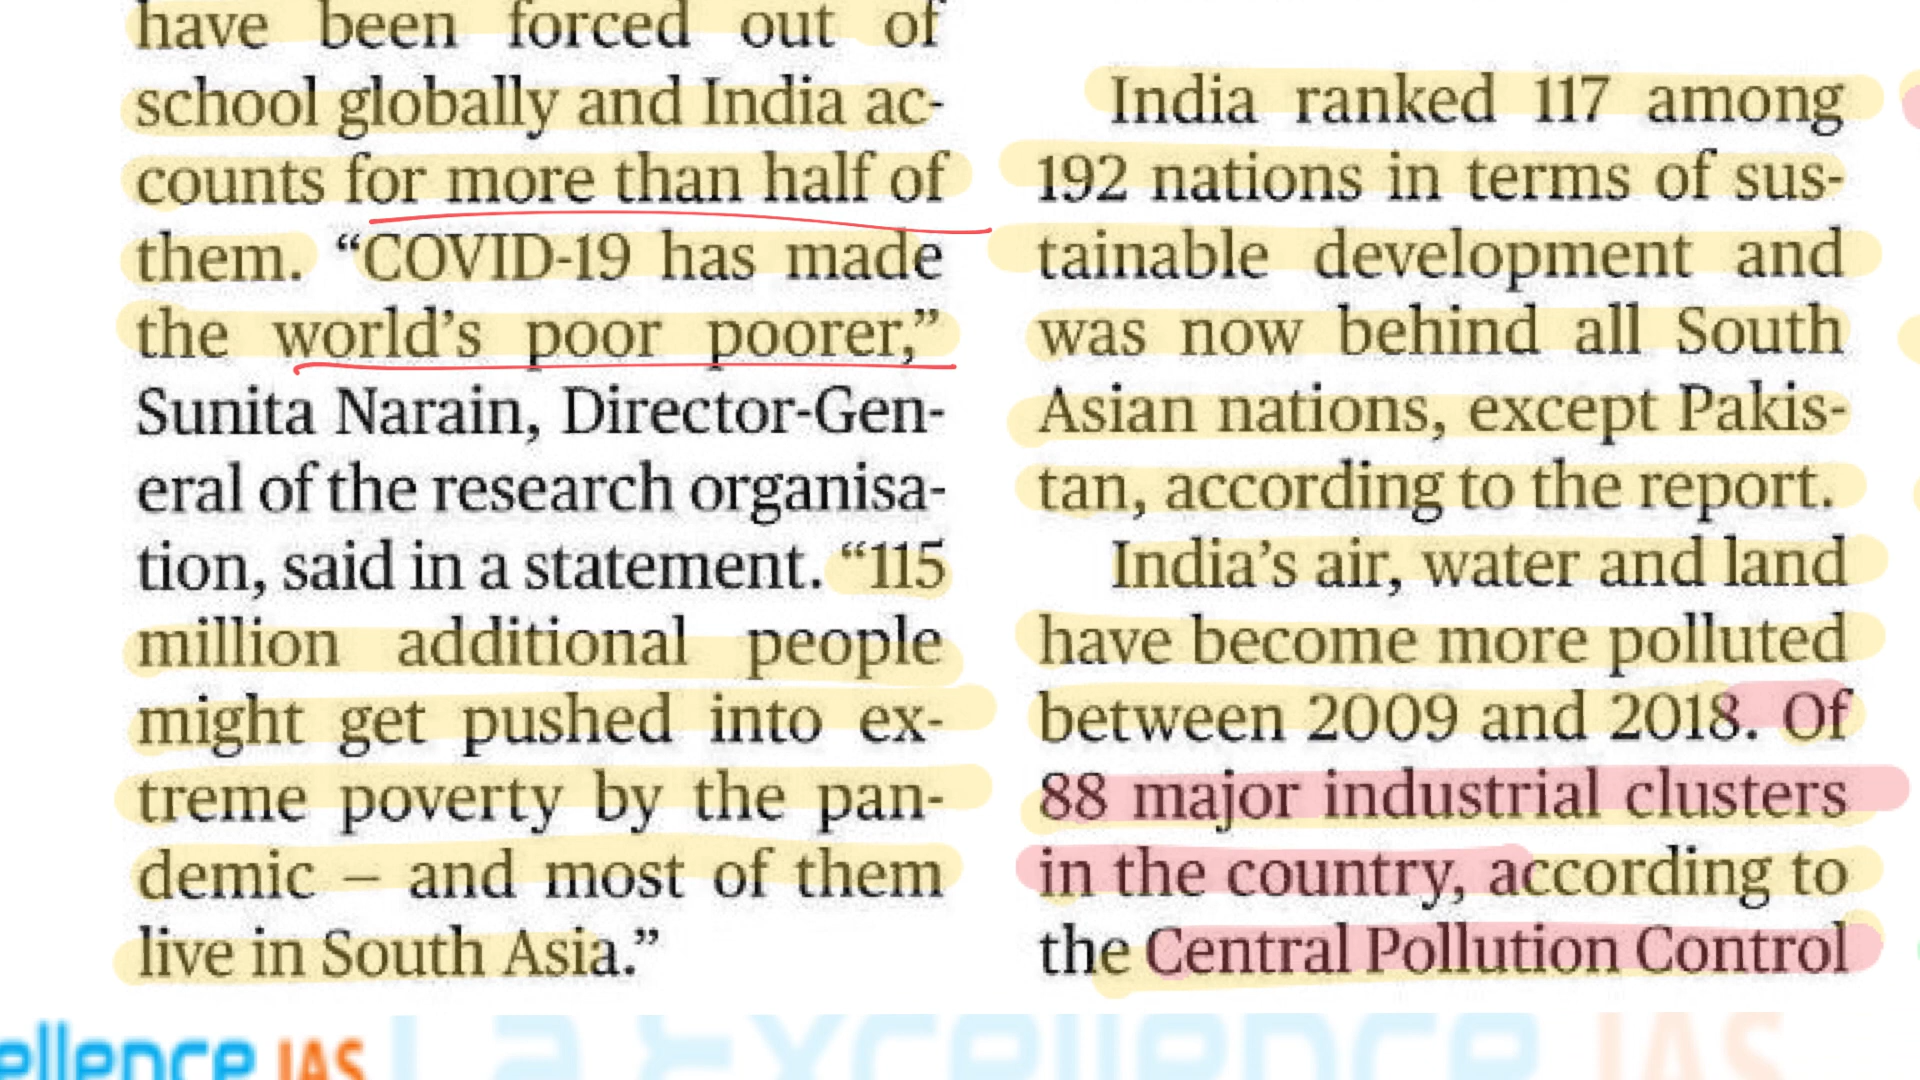 have been forced out of
school globally and India ac-
counts for more than half of
them. “COVID-19 has made
the world’s poor poorer,”
Sunita Narain, Director-Gen-
eral of the research organisa-
tion, said in a statement. “115
million additional people
might get pushed into ex-
treme poverty by the pan-
demic – and most of them
live in South Asia.”
India ranked 117 among
192 nations in terms of sus-
tainable development and
was now behind all South
Asian nations, except Pakis-
tan, according to the report.
India’s air, water and land
have become more polluted
between 2009 and 2018. Of
88 major industrial clusters
in the country, according to
the Central Pollution Control
ellence IAS
La Excellence IAS